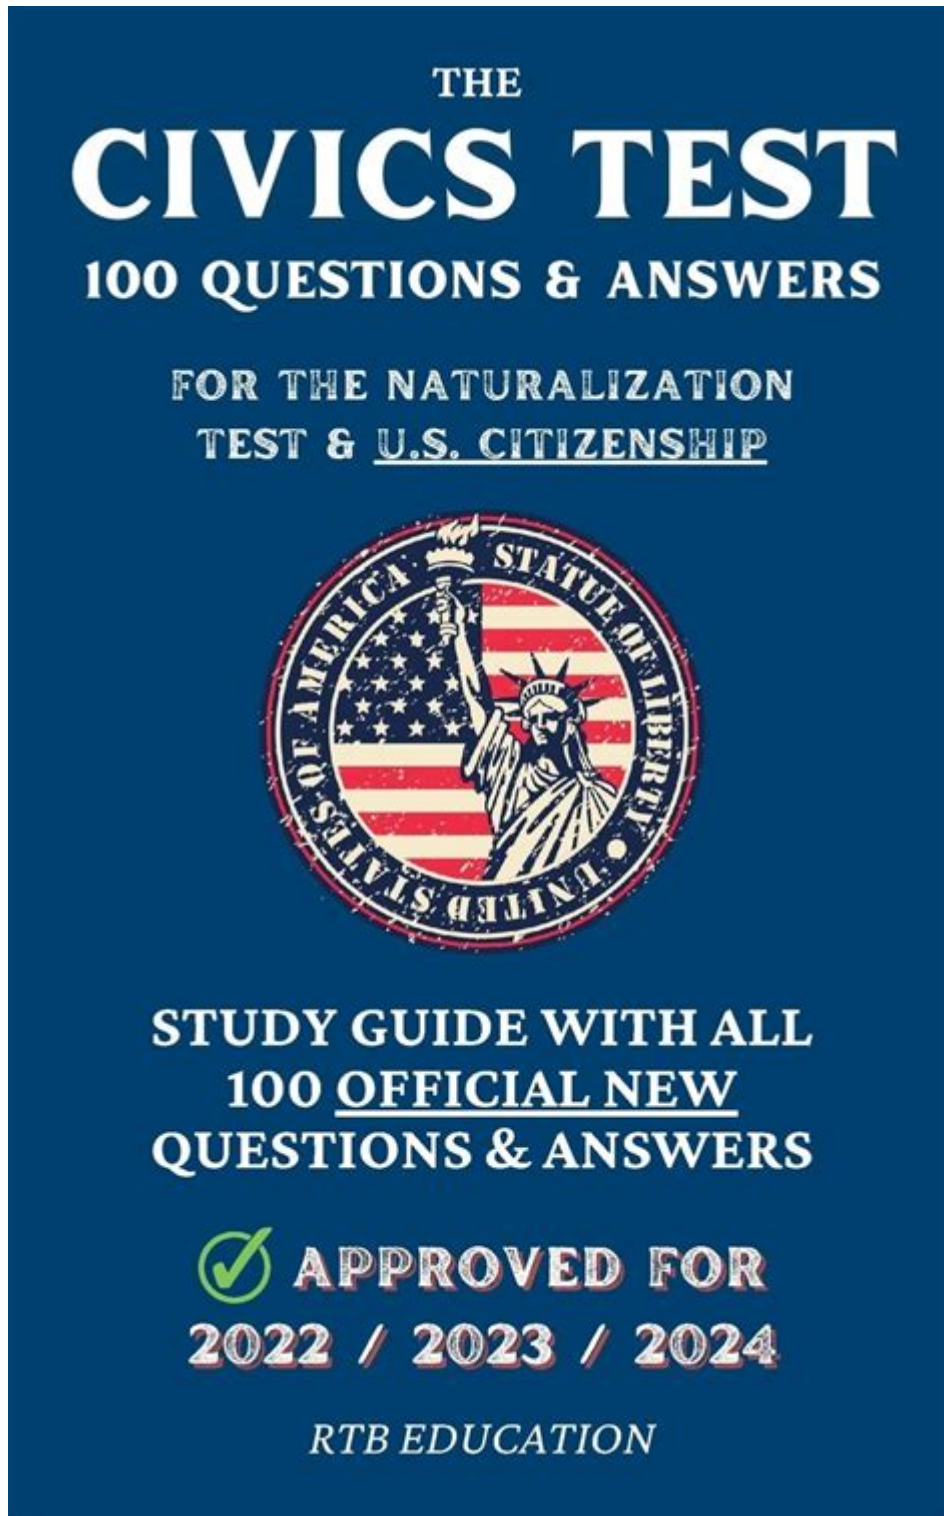 THE
CIVICS TEST
100 QUESTIONS & ANSWERS
FOR THE NATURALIZATION
TEST & U.S. CITIZENSHIP
STATUE OF LIBERTY • UNITED STATES OF AMERICA
STUDY GUIDE WITH ALL
100 OFFICIAL NEW
QUESTIONS & ANSWERS
APPROVED FOR
2022 / 2023 / 2024
RTB EDUCATION